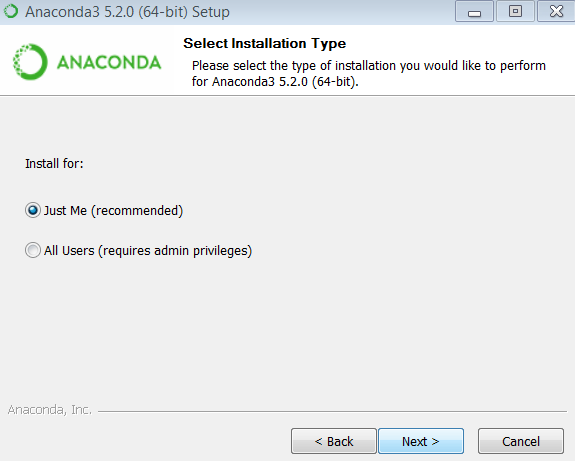 Anaconda3 5.2.0 (64-bit) Setup
ANACONDA
Select Installation Type
Please select the type of installation you would like to perform
for Anaconda3 5.2.0 (64-bit).
Install for:
Just Me (recommended)
All Users (requires admin privileges)
Anaconda, Inc.
< Back
Next >
Cancel